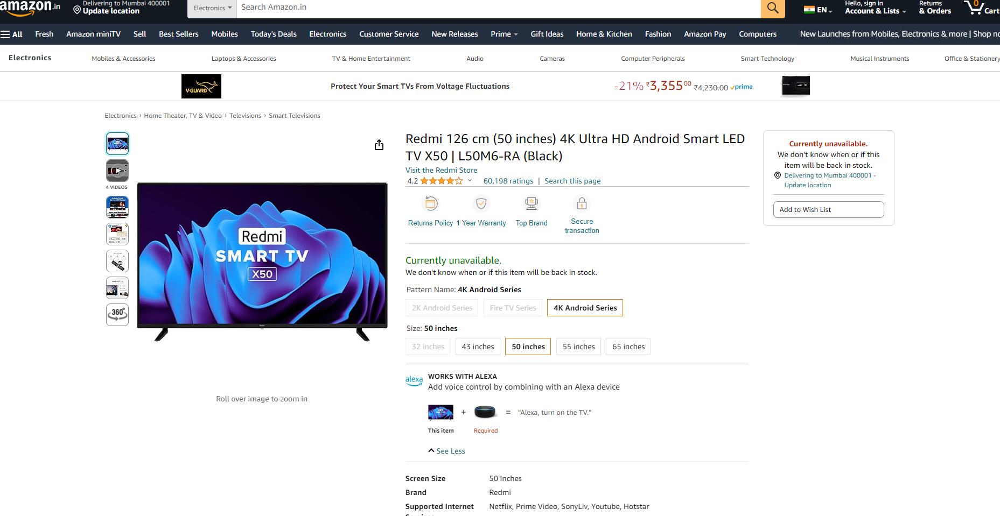 amazon.in
Delivering to Mumbai 400001
Update location
Electronics
Search Amazon.in
EN
Hello, sign in
Account & Lists
Returns
& Orders
0
Cart
All
Fresh
Amazon miniTV
Sell
Best Sellers
Mobiles
Today's Deals
Electronics
Customer Service
New Releases
Prime
Gift Ideas
Home & Kitchen
Fashion
Amazon Pay
Computers
New Launches from Mobiles, Electronics & more | Shop no
Electronics
Mobiles & Accessories
Laptops & Accessories
TV & Home Entertainment
Audio
Cameras
Computer Peripherals
Smart Technology
Musical Instruments
Office & Stationery
V-GUARD
Protect Your Smart TVs From Voltage Fluctuations
-21% ₹3,355⁰⁰ ₹4,230.00 prime
Electronics › Home Theater, TV & Video › Televisions › Smart Televisions
4 VIDEOS
360°
Redmi
SMART TV
X50
Roll over image to zoom in
Redmi 126 cm (50 inches) 4K Ultra HD Android Smart LED
TV X50 | L50M6-RA (Black)
Visit the Redmi Store
4.2
60,198 ratings | Search this page
Returns Policy
1 Year Warranty
Top Brand
Secure
transaction
Currently unavailable.
We don't know when or if this item will be back in stock.
Pattern Name: 4K Android Series
2K Android Series
Fire TV Series
4K Android Series
Size: 50 inches
32 inches
43 inches
50 inches
55 inches
65 inches
alexa
WORKS WITH ALEXA
Add voice control by combining with an Alexa device
+
=
“Alexa, turn on the TV.”
This item
Required
See Less
Screen Size 50 Inches
Brand Redmi
Supported Internet Netflix, Prime Video, SonyLiv, Youtube, Hotstar
Currently unavailable.
We don't know when or if this
item will be back in stock.
Delivering to Mumbai 400001 -
Update location
Add to Wish List